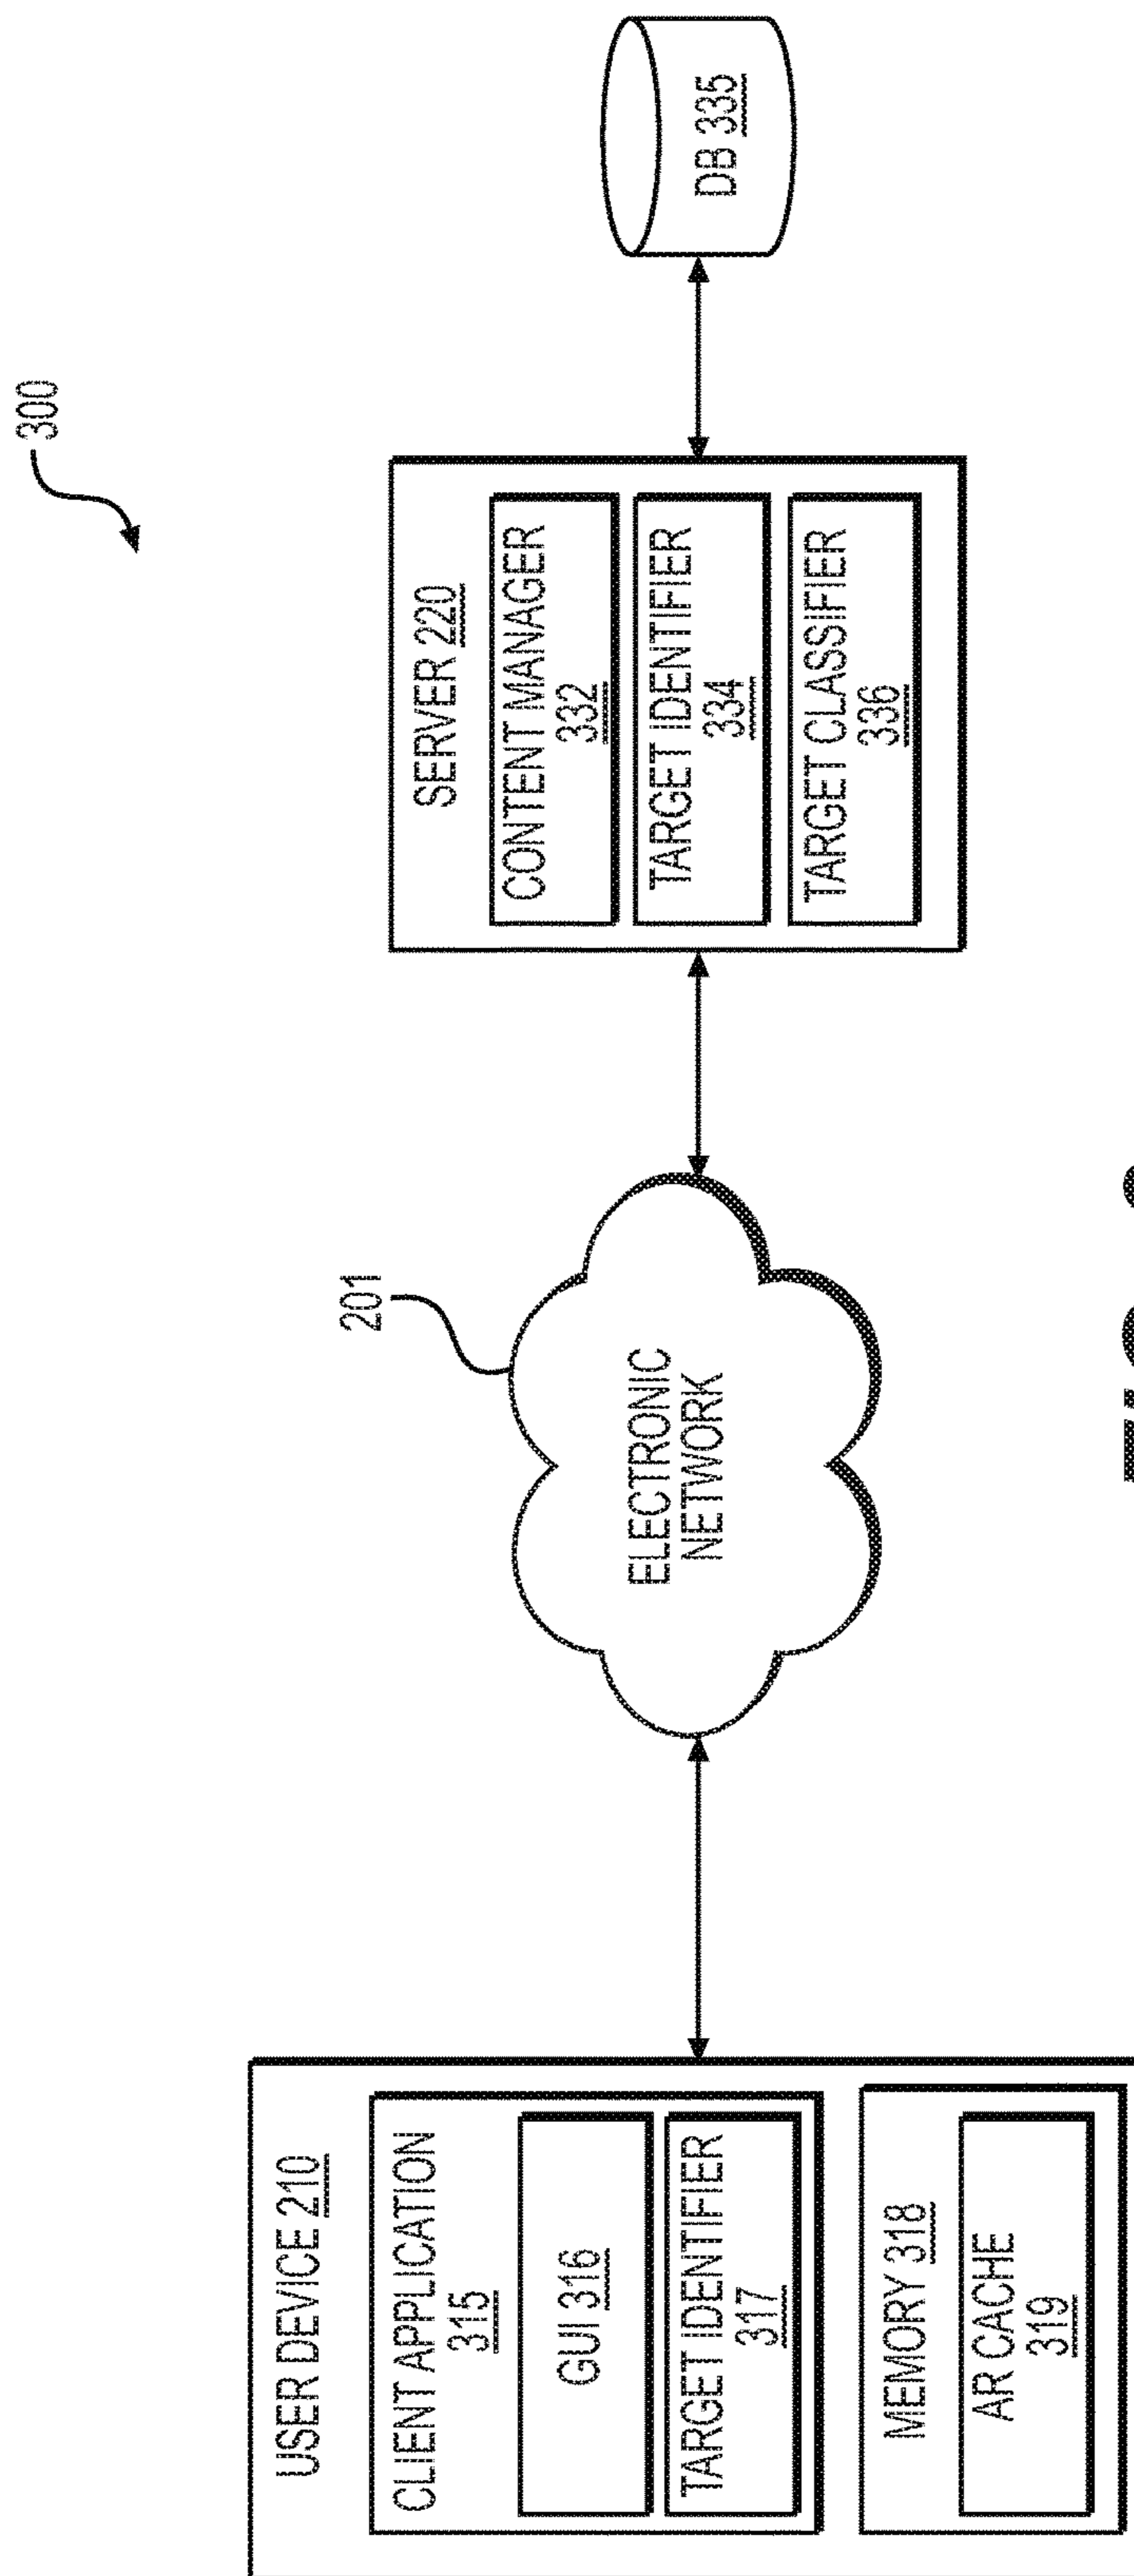 300
USER DEVICE 210
CLIENT APPLICATION
315
GUI 316
TARGET IDENTIFIER
317
MEMORY 318
AR CACHE
319
201
ELECTRONIC
NETWORK
SERVER 220
CONTENT MANAGER
332
TARGET IDENTIFIER
334
TARGET CLASSIFIER
336
DB 335